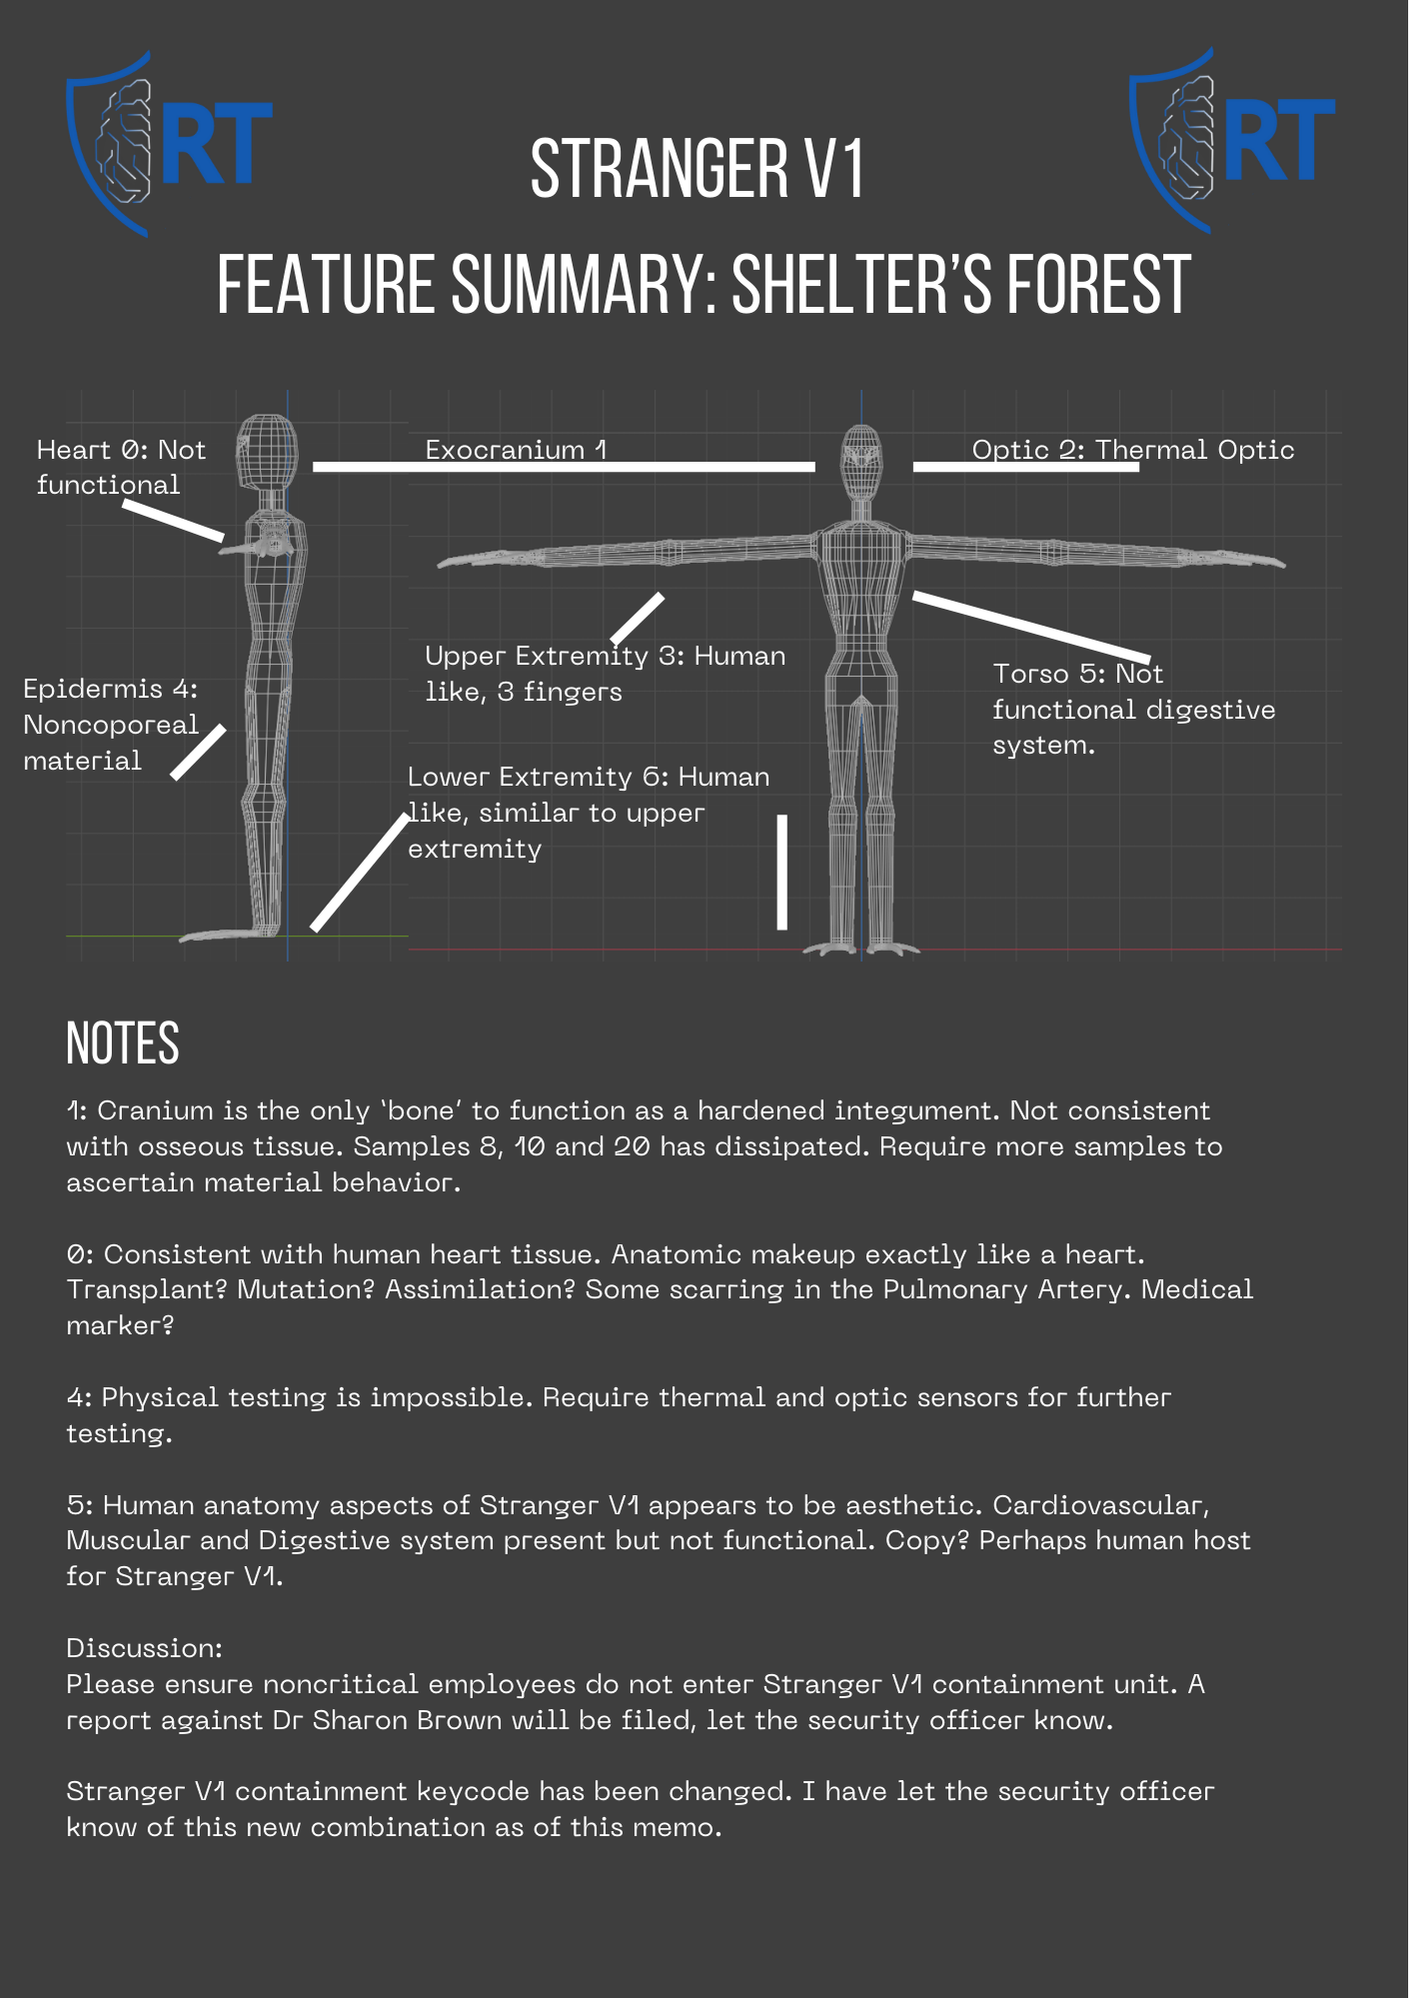 RT
RT
STRANGER V1
FEATURE SUMMARY: SHELTER'S FOREST
Heart 0: Not
functional
Exocranium 1
Optic 2: Thermal Optic
Upper Extremity 3: Human
like, 3 fingers
Torso 5: Not
functional digestive
system.
Epidermis 4:
Noncoporeal
material
Lower Extremity 6: Human
like, similar to upper
extremity
NOTES
1: Cranium is the only ‘bone’ to function as a hardened integument. Not consistent
with osseous tissue. Samples 8, 10 and 20 has dissipated. Require more samples to
ascertain material behavior.
0: Consistent with human heart tissue. Anatomic makeup exactly like a heart.
Transplant? Mutation? Assimilation? Some scarring in the Pulmonary Artery. Medical
marker?
4: Physical testing is impossible. Require thermal and optic sensors for further
testing.
5: Human anatomy aspects of Stranger V1 appears to be aesthetic. Cardiovascular,
Muscular and Digestive system present but not functional. Copy? Perhaps human host
for Stranger V1.
Discussion:
Please ensure noncritical employees do not enter Stranger V1 containment unit. A
report against Dr Sharon Brown will be filed, let the security officer know.
Stranger V1 containment keycode has been changed. I have let the security officer
know of this new combination as of this memo.